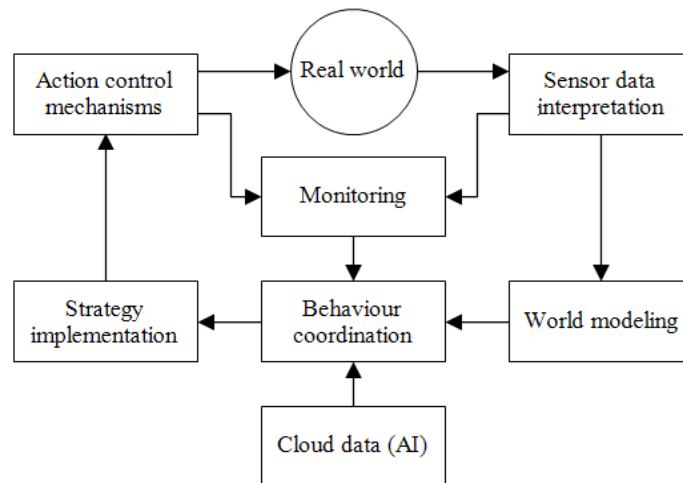 Action control
mechanisms
Real world
Sensor data
interpretation
Monitoring
Strategy
implementation
Behaviour
coordination
World modeling
Cloud data (AI)